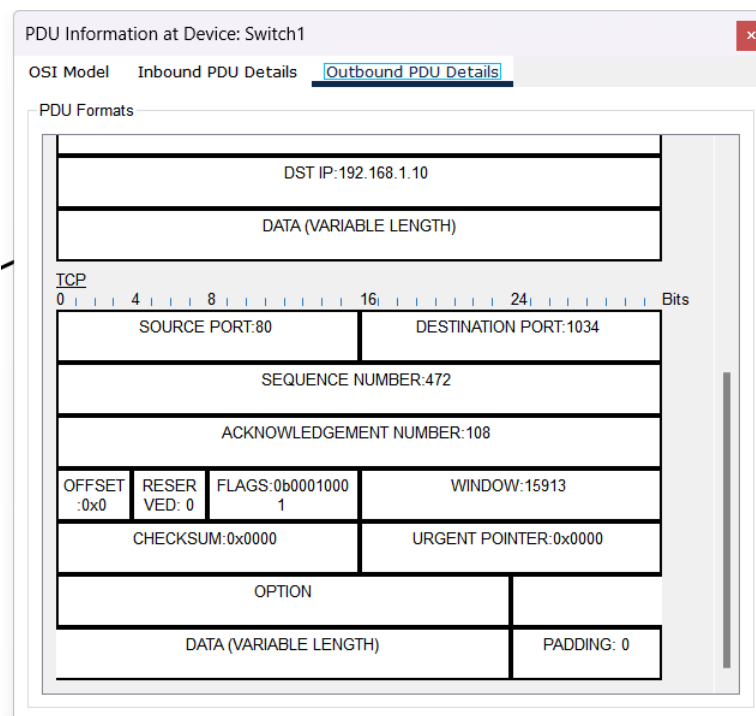 PDU Information at Device: Switch1
OSI Model Inbound PDU Details Outbound PDU Details
PDU Formats
DST IP:192.168.1.10
DATA (VARIABLE LENGTH)
TCP
0 4 8 16 24 Bits
SOURCE PORT:80 DESTINATION PORT:1034
SEQUENCE NUMBER:472
ACKNOWLEDGEMENT NUMBER:108
OFFSET RESER FLAGS:0b0001000 WINDOW:15913
:0x0 VED: 0 1
CHECKSUM:0x0000 URGENT POINTER:0x0000
OPTION
DATA (VARIABLE LENGTH) PADDING: 0